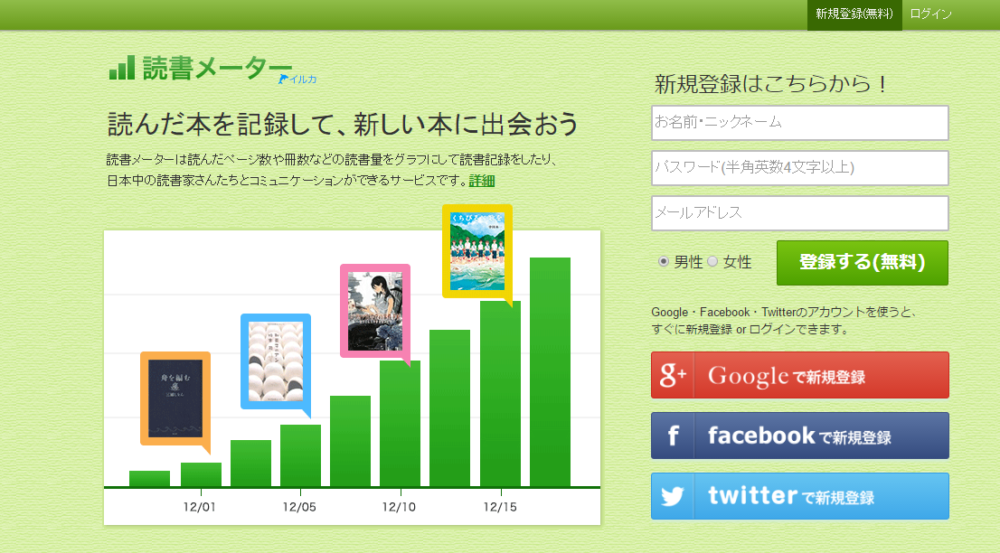 新規登録(無料) ログイン
読書メーター
イルカ
読んだ本を記録して、新しい本に出会おう
読書メーターは読んだページ数や冊数などの読書量をグラフにして読書記録をしたり、
日本中の読書家さんたちとコミュニケーションができるサービスです。詳細
くちびるに歌を
舟を編む
12/01 12/05 12/10 12/15
新規登録はこちらから！
お名前・ニックネーム
パスワード(半角英数4文字以上)
メールアドレス
男性 女性
登録する(無料)
Google・Facebook・Twitterのアカウントを使うと、
すぐに新規登録 or ログインできます。
g+ Googleで新規登録
f facebookで新規登録
twitterで新規登録